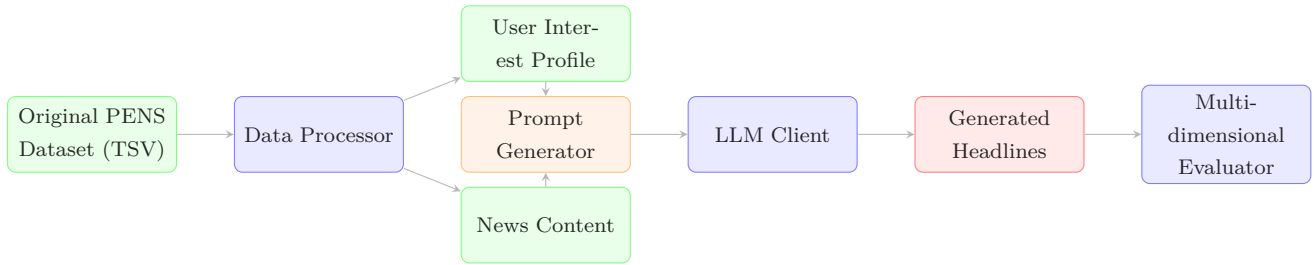 Original PENS
Dataset (TSV)
Data Processor
User Inter-
est Profile
Prompt
Generator
News Content
LLM Client
Generated
Headlines
Multi-
dimensional
Evaluator